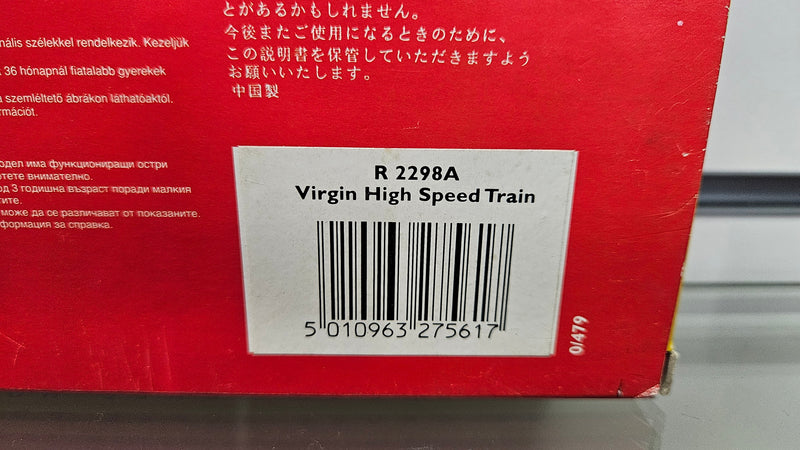 とがあるかもしれません。
今後またご使用になるときのために、
この説明書を保管していただきますよう
お願いいたします。
中国製
nális szélekkel rendelkezik. Kezeljük
36 hónapnál fiatalabb gyerekek
a szemléltető ábrákon láthatóaktól.
rmációt.
одел има функциониращи остри
отете внимателно.
од 3 годишна възраст поради малкия
тите.
може да се различават от показаните.
формация за справка.
R 2298A
Virgin High Speed Train
5 010963 275617
0/479